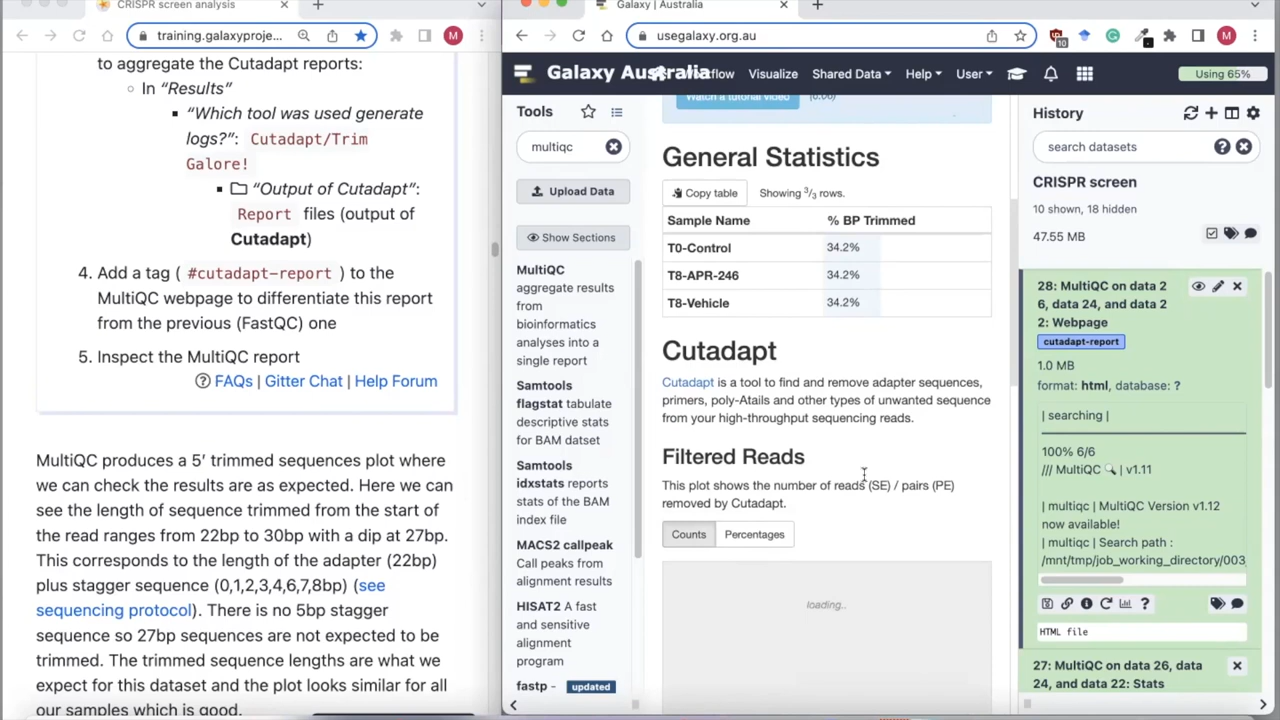 CRISPR screen analysis
training.galaxyproje...
M
to aggregate the Cutadapt reports:
In “Results”
“Which tool was used generate
logs?”: Cutadapt/Trim
Galore!
“Output of Cutadapt”:
Report files (output of
Cutadapt)
4. Add a tag ( #cutadapt-report ) to the
MultiQC webpage to differentiate this report
from the previous (FastQC) one
5. Inspect the MultiQC report
FAQs | Gitter Chat | Help Forum
MultiQC produces a 5’ trimmed sequences plot where
we can check the results are as expected. Here we can
see the length of sequence trimmed from the start of
the read ranges from 22bp to 30bp with a dip at 27bp.
This corresponds to the length of the adapter (22bp)
plus stagger sequence (0,1,2,3,4,6,7,8bp) (see
sequencing protocol). There is no 5bp stagger
sequence so 27bp sequences are not expected to be
trimmed. The trimmed sequence lengths are what we
expect for this dataset and the plot looks similar for all
our samples which is good.
Galaxy | Australia
usegalaxy.org.au
10
M
Galaxy Australia
Workflow Visualize Shared Data Help User
Using 65%
Tools
multiqc
Upload Data
Show Sections
MultiQC
aggregate results
from
bioinformatics
analyses into a
single report
Samtools
flagstat tabulate
descriptive stats
for BAM datset
Samtools
idxstats reports
stats of the BAM
index file
MACS2 callpeak
Call peaks from
alignment results
HISAT2 A fast
and sensitive
alignment
program
fastp - updated
Watch a tutorial video (6:06)
General Statistics
Copy table Showing 3/3 rows.
Sample Name % BP Trimmed
T0-Control 34.2%
T8-APR-246 34.2%
T8-Vehicle 34.2%
Cutadapt
Cutadapt is a tool to find and remove adapter sequences,
primers, poly-Atails and other types of unwanted sequence
from your high-throughput sequencing reads.
Filtered Reads
This plot shows the number of reads (SE) / pairs (PE)
removed by Cutadapt.
Counts Percentages
loading..
History
search datasets
CRISPR screen
10 shown, 18 hidden
47.55 MB
28: MultiQC on data 2
6, data 24, and data 2
2: Webpage
cutadapt-report
1.0 MB
format: html, database: ?
| searching |
100% 6/6
/// MultiQC 🔍 | v1.11
| multiqc | MultiQC Version v1.12
now available!
| multiqc | Search path :
/mnt/tmp/job_working_directory/003
HTML file
27: MultiQC on data 26, data
24, and data 22: Stats